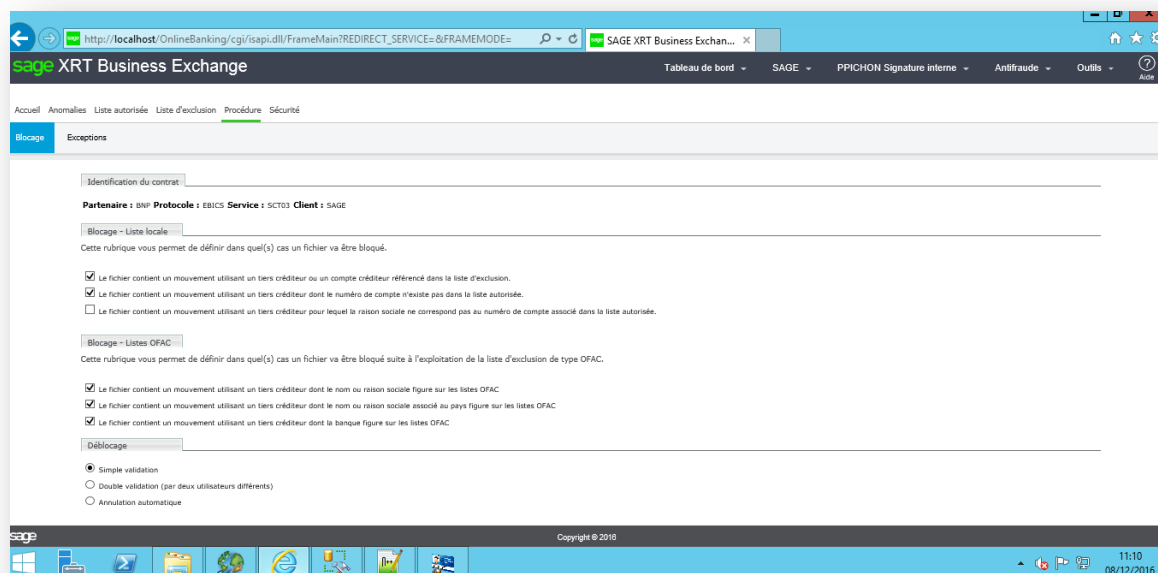 http://localhost/OnlineBanking/cgi/isapi.dll/FrameMain?REDIRECT_SERVICE=&FRAMEMODE=
SAGE XRT Business Exchan...
sage XRT Business Exchange
Tableau de bord
SAGE
PPICHON Signature interne
Antifraude
Outils
Aide
Accueil Anomalies Liste autorisée Liste d'exclusion Procédure Sécurité
Blocage Exceptions
Identification du contrat
Partenaire : BNP Protocole : EBICS Service : SCT03 Client : SAGE
Blocage - Liste locale
Cette rubrique vous permet de définir dans quel(s) cas un fichier va être bloqué.
Le fichier contient un mouvement utilisant un tiers créditeur ou un compte créditeur référencé dans la liste d'exclusion.
Le fichier contient un mouvement utilisant un tiers créditeur dont le numéro de compte n'existe pas dans la liste autorisée.
Le fichier contient un mouvement utilisant un tiers créditeur pour lequel la raison sociale ne correspond pas au numéro de compte associé dans la liste autorisée.
Blocage - Listes OFAC
Cette rubrique vous permet de définir dans quel(s) cas un fichier va être bloqué suite à l'exploitation de la liste d'exclusion de type OFAC.
Le fichier contient un mouvement utilisant un tiers créditeur dont le nom ou raison sociale figure sur les listes OFAC
Le fichier contient un mouvement utilisant un tiers créditeur dont le nom ou raison sociale associé au pays figure sur les listes OFAC
Le fichier contient un mouvement utilisant un tiers créditeur dont la banque figure sur les listes OFAC
Déblocage
Simple validation
Double validation (par deux utilisateurs différents)
Annulation automatique
sage
Copyright © 2016
11:10
08/12/2016